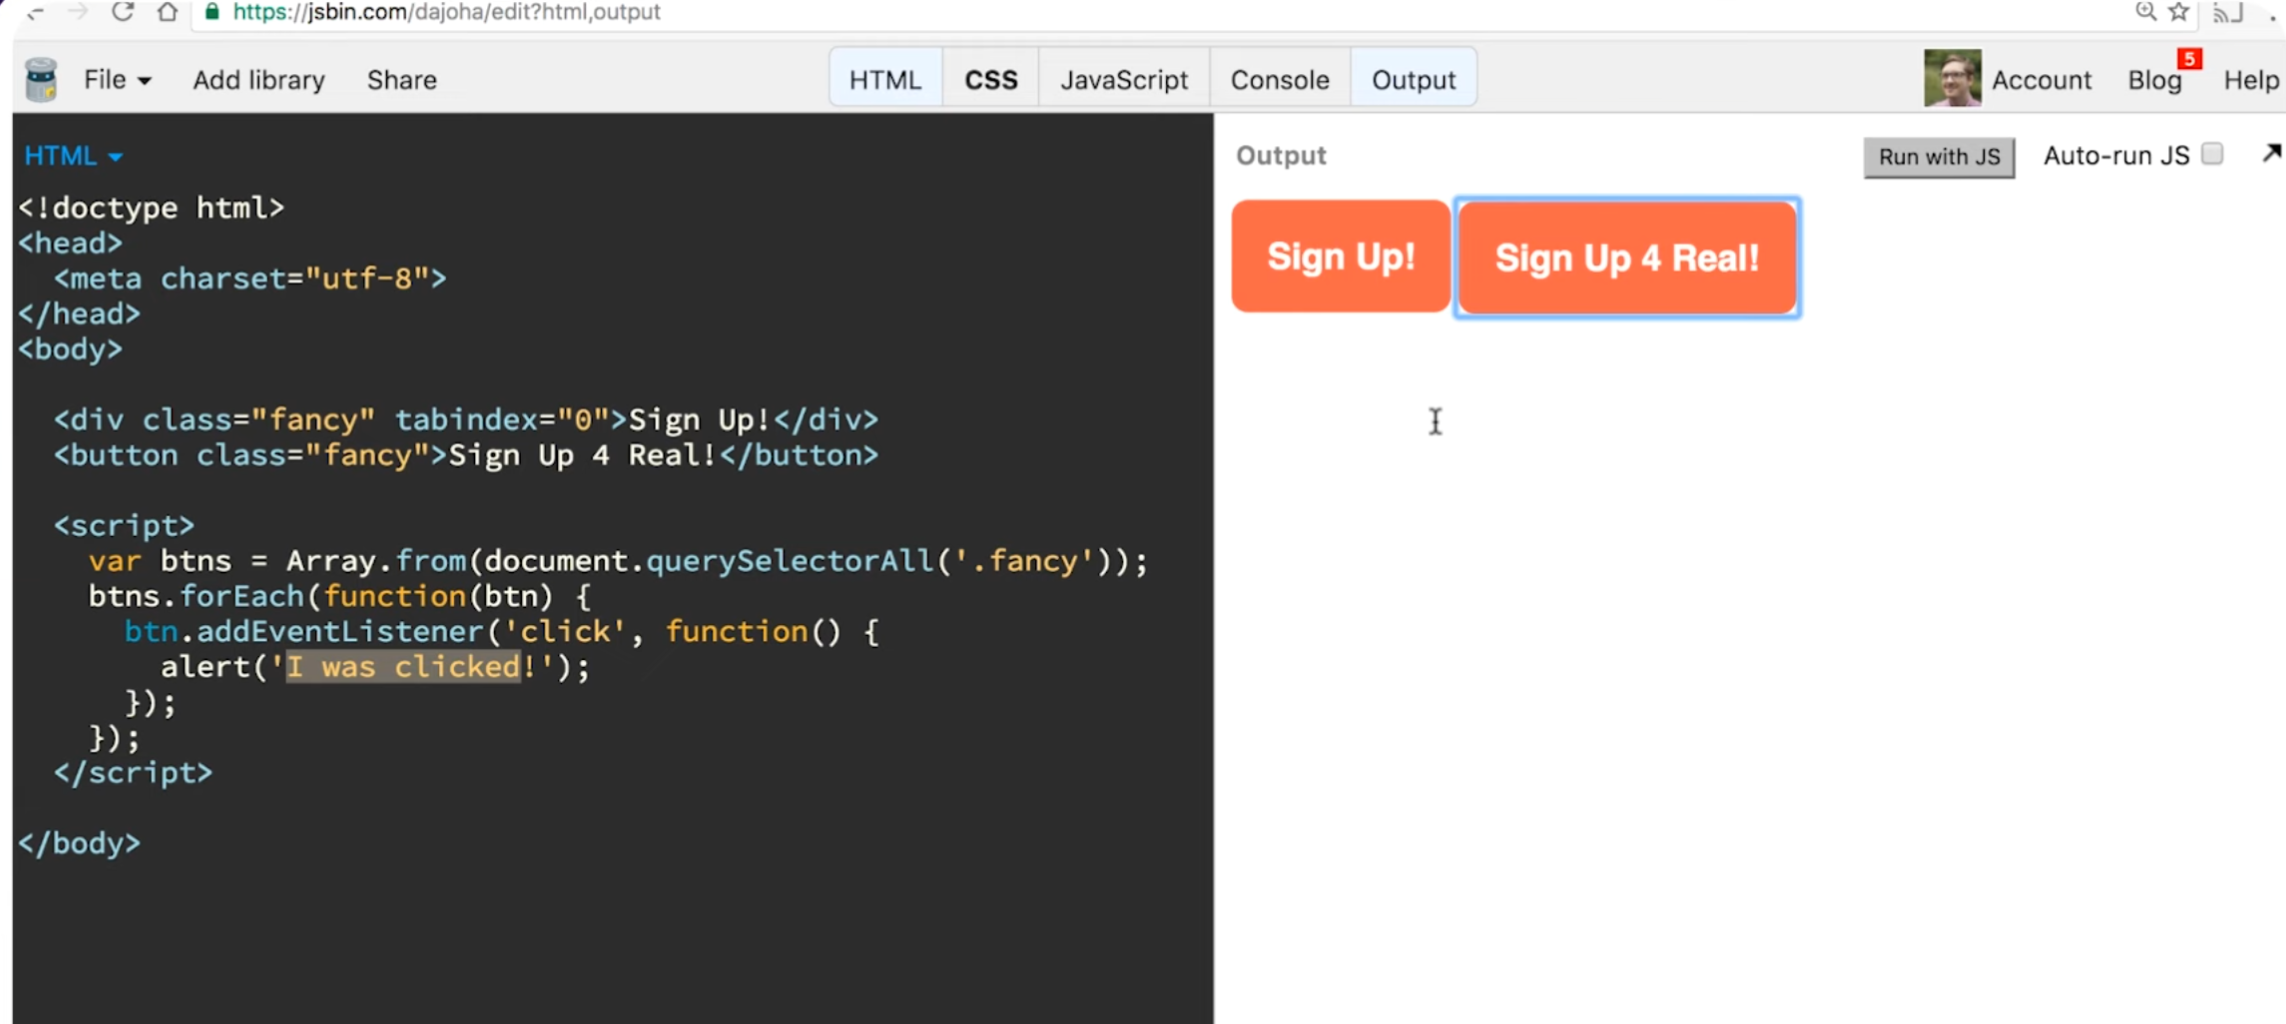 https://jsbin.com/dajoha/edit?html,output
File Add library Share HTML CSS JavaScript Console Output Account Blog 5 Help
HTML
Output Run with JS Auto-run JS
<!doctype html>
<head>
<meta charset="utf-8">
</head>
<body>
<div class="fancy" tabindex="0">Sign Up!</div>
<button class="fancy">Sign Up 4 Real!</button>
<script>
var btns = Array.from(document.querySelectorAll('.fancy'));
btns.forEach(function(btn) {
btn.addEventListener('click', function() {
alert('I was clicked!');
});
});
</script>
</body>
Sign Up! Sign Up 4 Real!